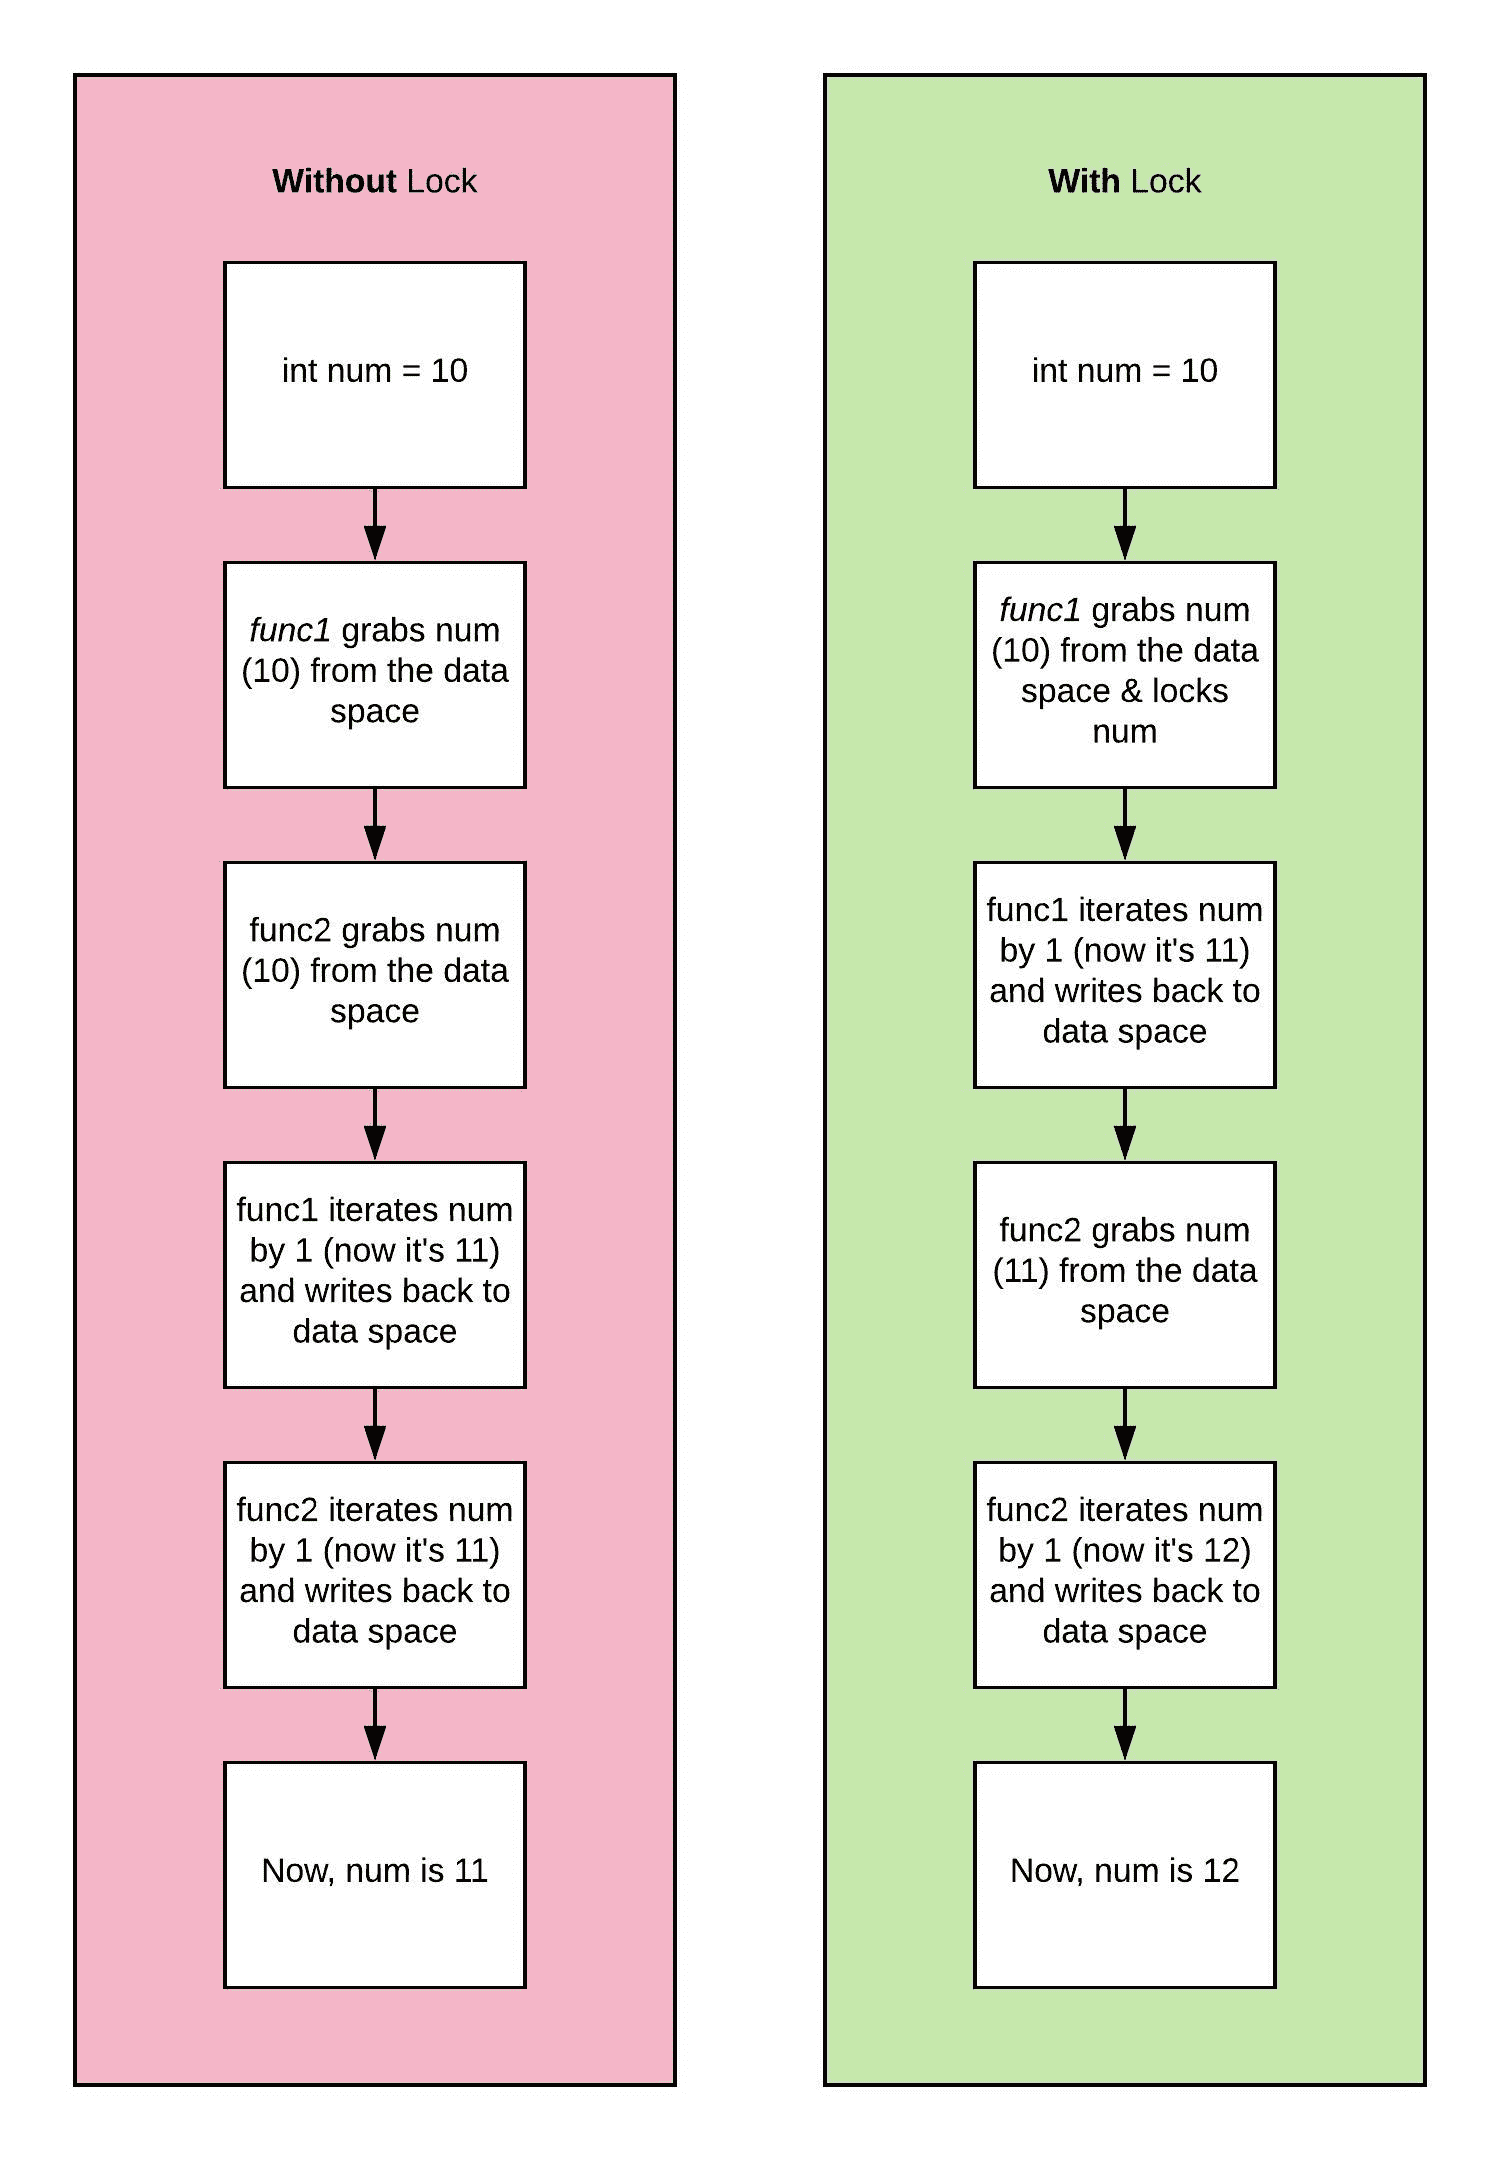 Without Lock
int num = 10
func1 grabs num
(10) from the data
space
func2 grabs num
(10) from the data
space
func1 iterates num
by 1 (now it's 11)
and writes back to
data space
func2 iterates num
by 1 (now it's 11)
and writes back to
data space
Now, num is 11
With Lock
int num = 10
func1 grabs num
(10) from the data
space & locks
num
func1 iterates num
by 1 (now it's 11)
and writes back to
data space
func2 grabs num
(11) from the data
space
func2 iterates num
by 1 (now it's 12)
and writes back to
data space
Now, num is 12